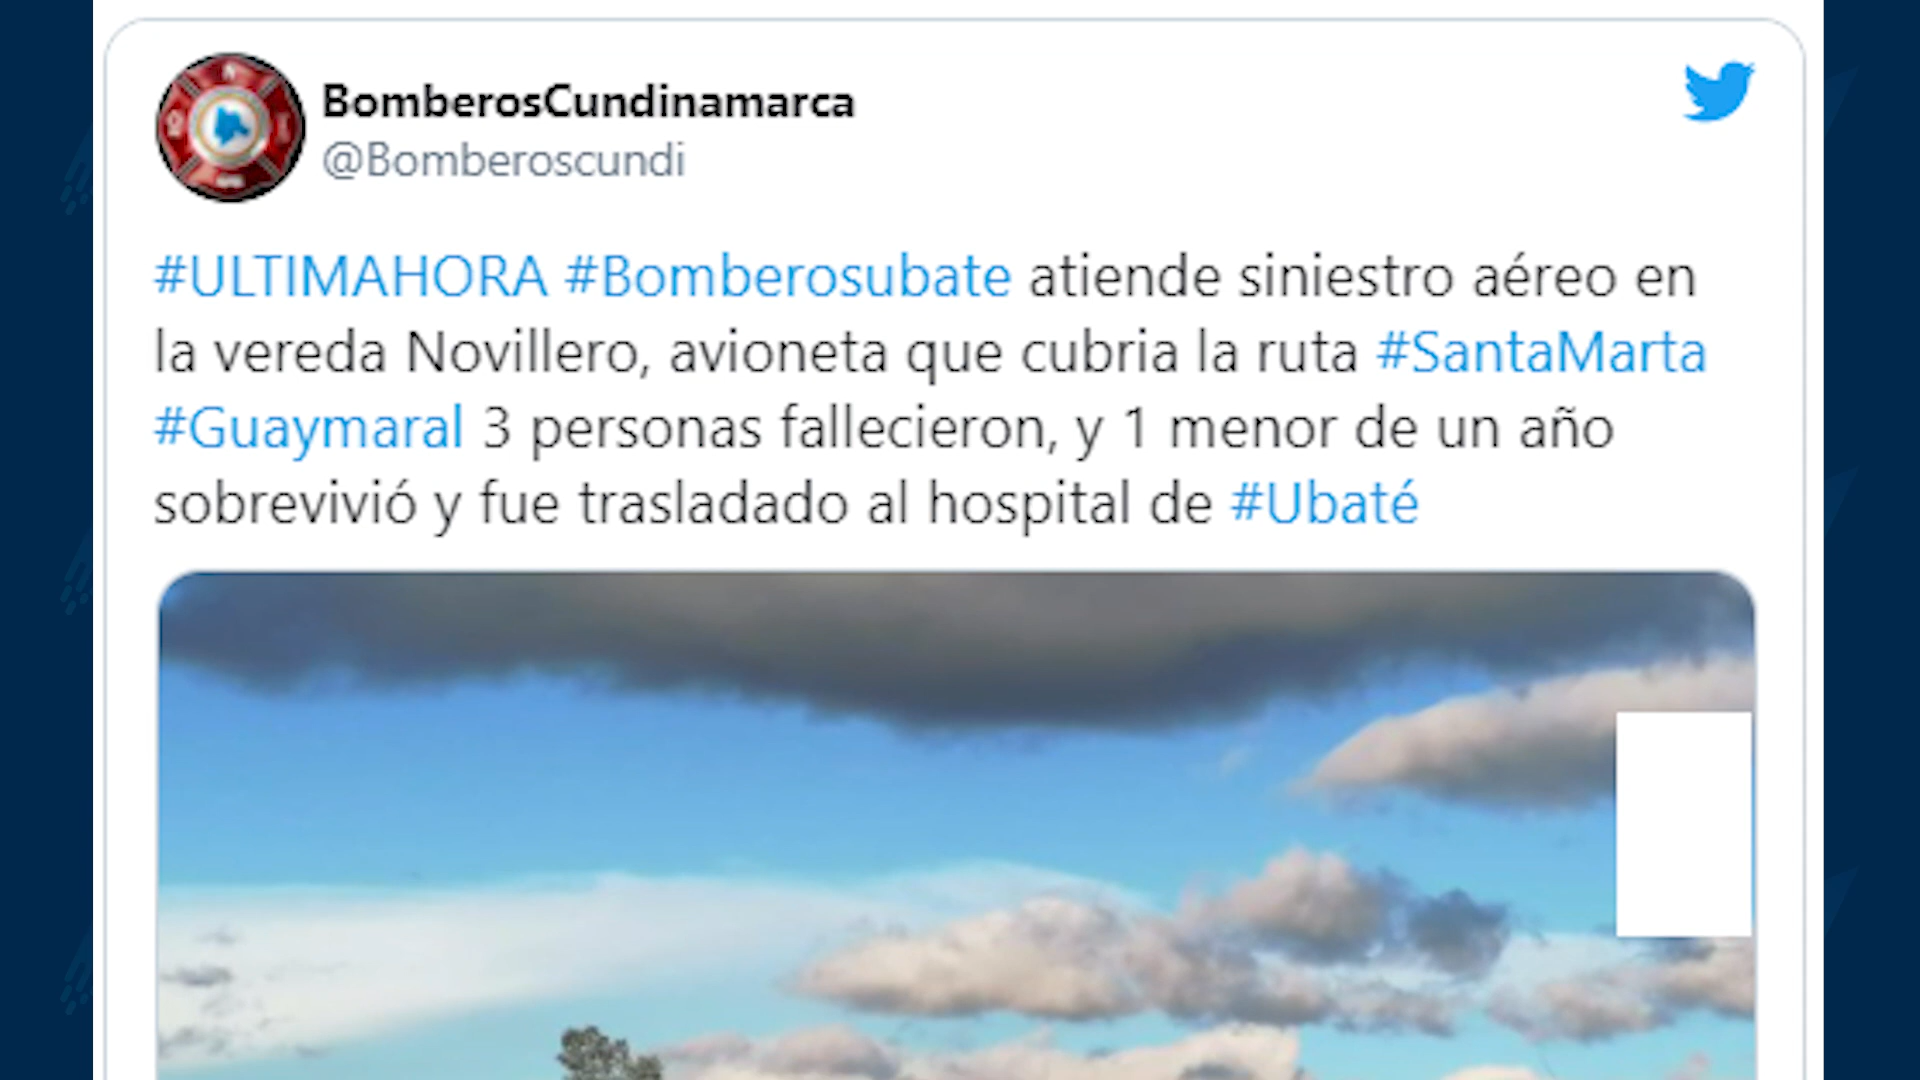 BomberosCundinamarca
@Bomberoscundi
#ULTIMAHORA #Bomberosubate atiende siniestro aéreo en
la vereda Novillero, avioneta que cubria la ruta #SantaMarta
#Guaymaral 3 personas fallecieron, y 1 menor de un año
sobrevivió y fue trasladado al hospital de #Ubaté